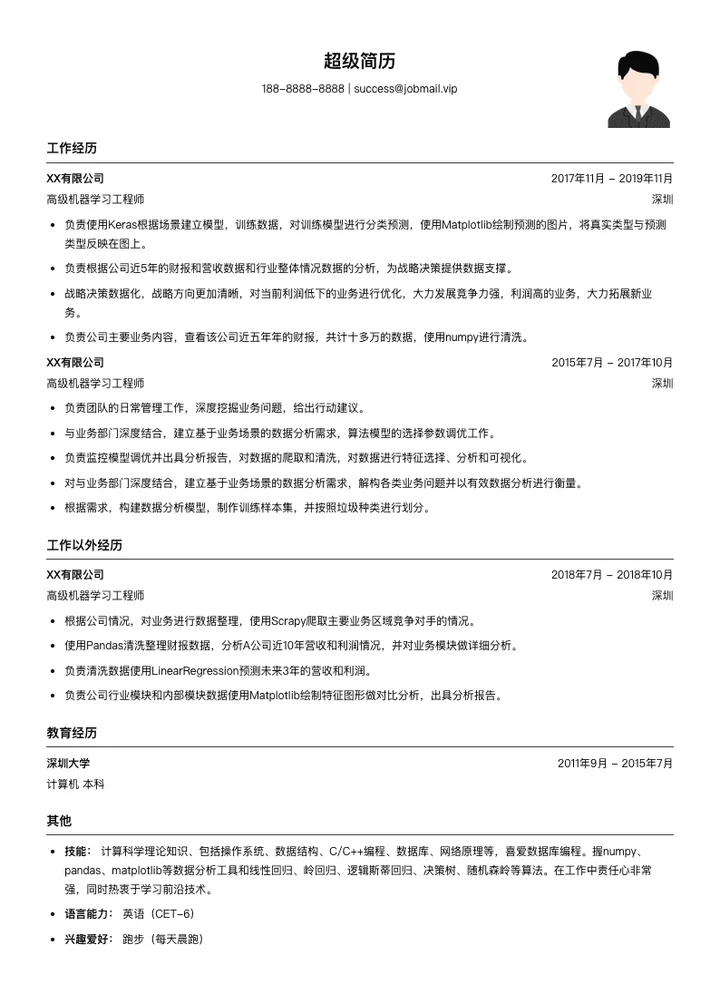 超级简历
188-8888-8888 | success@jobmail.vip
工作经历
XX有限公司 2017年11月 - 2019年11月
高级机器学习工程师 深圳
• 负责使用Keras根据场景建立模型，训练数据，对训练模型进行分类预测，使用Matplotlib绘制预测的图片，将真实类型与预测
类型反映在图上。
• 负责根据公司近5年的财报和营收数据和行业整体情况数据的分析，为战略决策提供数据支撑。
• 战略决策数据化，战略方向更加清晰，对当前利润低下的业务进行优化，大力发展竞争力强，利润高的业务，大力拓展新业
务。
• 负责公司主要业务内容，查看该公司近五年年的财报，共计十多万的数据，使用numpy进行清洗。
XX有限公司 2015年7月 - 2017年10月
高级机器学习工程师 深圳
• 负责团队的日常管理工作，深度挖掘业务问题，给出行动建议。
• 与业务部门深度结合，建立基于业务场景的数据分析需求，算法模型的选择参数调优工作。
• 负责监控模型调优并出具分析报告，对数据的爬取和清洗，对数据进行特征选择、分析和可视化。
• 对与业务部门深度结合，建立基于业务场景的数据分析需求，解构各类业务问题并以有效数据分析进行衡量。
• 根据需求，构建数据分析模型，制作训练样本集，并按照垃圾种类进行划分。
工作以外经历
XX有限公司 2018年7月 - 2018年10月
高级机器学习工程师 深圳
• 根据公司情况，对业务进行数据整理，使用Scrapy爬取主要业务区域竞争对手的情况。
• 使用Pandas清洗整理财报数据，分析A公司近10年营收和利润情况，并对业务模块做详细分析。
• 负责清洗数据使用LinearRegression预测未来3年的营收和利润。
• 负责公司行业模块和内部模块数据使用Matplotlib绘制特征图形做对比分析，出具分析报告。
教育经历
深圳大学 2011年9月 - 2015年7月
计算机 本科
其他
• 技能： 计算科学理论知识、包括操作系统、数据结构、C/C++编程、数据库、网络原理等，喜爱数据库编程。握numpy、
pandas、matplotlib等数据分析工具和线性回归、岭回归、逻辑斯蒂回归、决策树、随机森岭等算法。在工作中责任心非常
强，同时热衷于学习前沿技术。
• 语言能力： 英语（CET-6）
• 兴趣爱好： 跑步（每天晨跑）